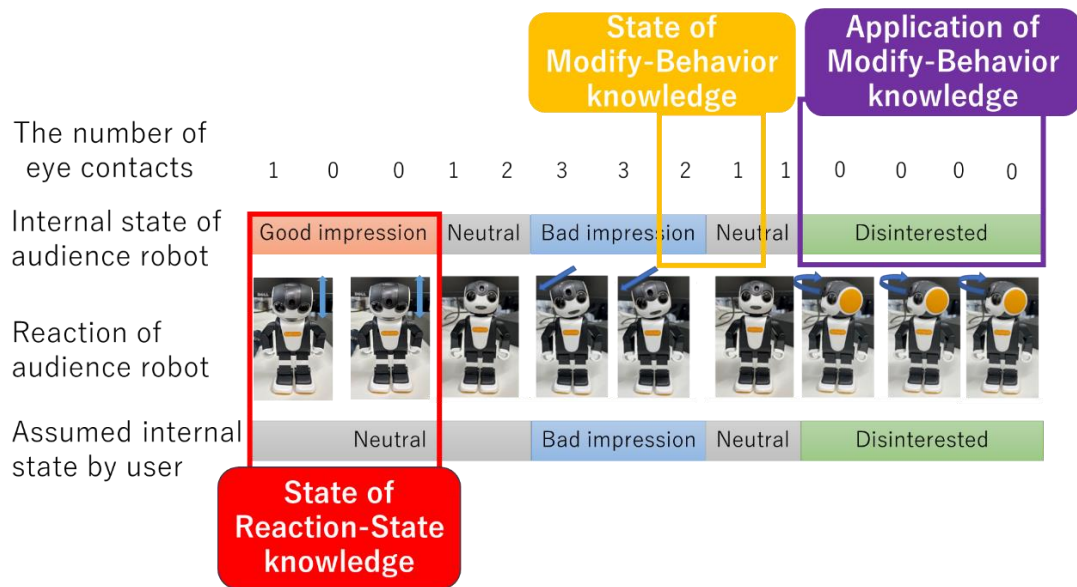 State of
Modify-Behavior
knowledge
Application of
Modify-Behavior
knowledge
The number of
eye contacts
1 0 0 1 2 3 3 2 1 1 0 0 0 0
Internal state of
audience robot
Good impression Neutral Bad impression Neutral Disinterested
Reaction of
audience robot
Assumed internal
state by user
Neutral Bad impression Neutral Disinterested
State of
Reaction-State
knowledge